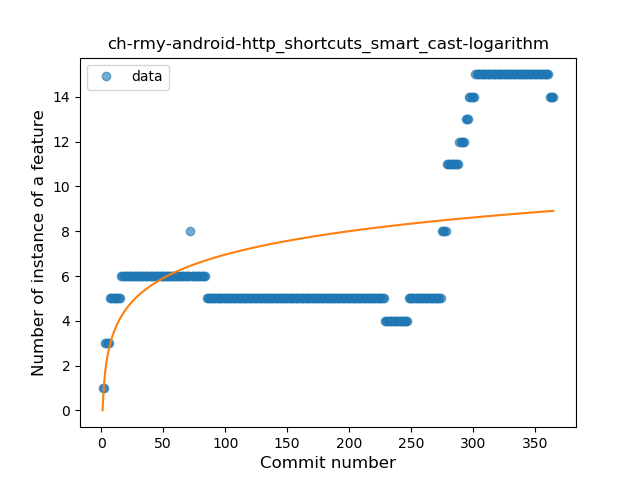 ch-rmy-android-http_shortcuts_smart_cast-logarithm
data
Number of instance of a feature
14
12
10
8
6
4
2
0
0 50 100 150 200 250 300 350
Commit number